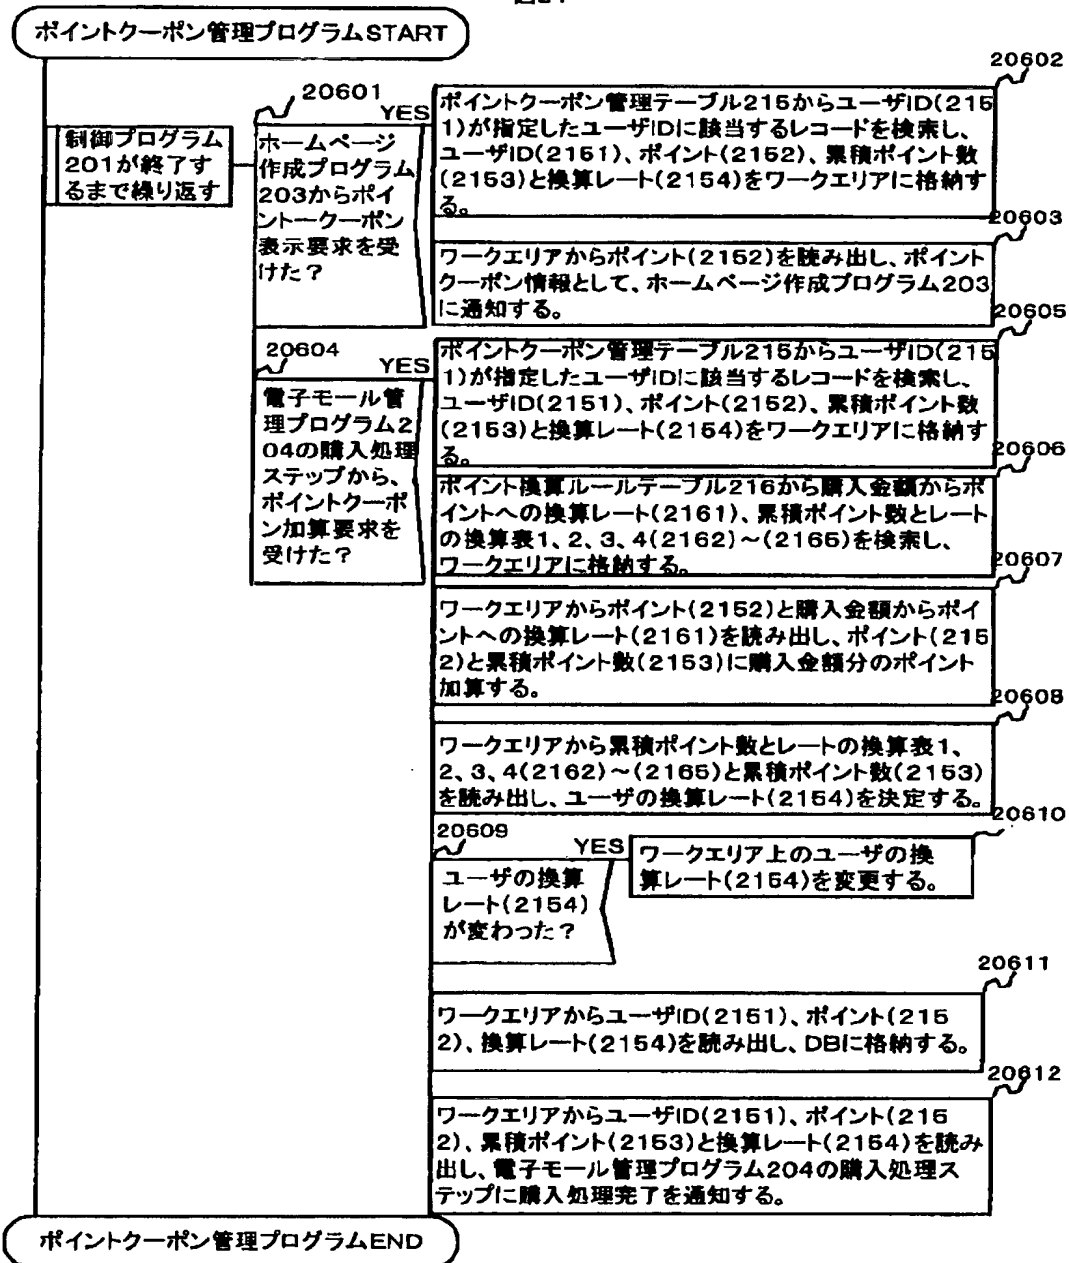 ポイントクーポン管理プログラムSTART
制御プログラム
201が終了す
るまで繰り返す
20601
YES
ホームページ
作成プログラム
203からポイ
ントークーポン
表示要求を受
けた？
20602
ポイントクーポン管理テーブル215からユーザID(215
1)が指定したユーザIDに該当するレコードを検索し、
ユーザID(2151)、ポイント(2152)、累積ポイント数
(2153)と換算レート(2154)をワークエリアに格納す
る。
20603
ワークエリアからポイント(2152)を読み出し、ポイント
クーポン情報として、ホームページ作成プログラム203
に通知する。
20604
YES
電子モール管
理プログラム2
04の購入処理
ステップから、
ポイントクーポ
ン加算要求を
受けた？
20605
ポイントクーポン管理テーブル215からユーザID(215
1)が指定したユーザIDに該当するレコードを検索し、
ユーザID(2151)、ポイント(2152)、累積ポイント数
(2153)と換算レート(2154)をワークエリアに格納す
る。
20606
ポイント換算ルールテーブル216から購入金額からポ
イントへの換算レート(2161)、累積ポイント数とレート
の換算表1、2、3、4(2162)～(2165)を検索し、
ワークエリアに格納する。
20607
ワークエリアからポイント(2152)と購入金額からポイ
ントへの換算レート(2161)を読み出し、ポイント(215
2)と累積ポイント数(2153)に購入金額分のポイント
加算する。
20608
ワークエリアから累積ポイント数とレートの換算表1、
2、3、4(2162)～(2165)と累積ポイント数(2153)
を読み出し、ユーザの換算レート(2154)を決定する。
20609
YES
ユーザの換算
レート(2154)
が変わった？
20610
ワークエリア上のユーザの換
算レート(2154)を変更する。
20611
ワークエリアからユーザID(2151)、ポイント(215
2)、換算レート(2154)を読み出し、DBに格納する。
20612
ワークエリアからユーザID(2151)、ポイント(215
2)、累積ポイント(2153)と換算レート(2154)を読み
出し、電子モール管理プログラム204の購入処理ス
テップに購入処理完了を通知する。
ポイントクーポン管理プログラムEND